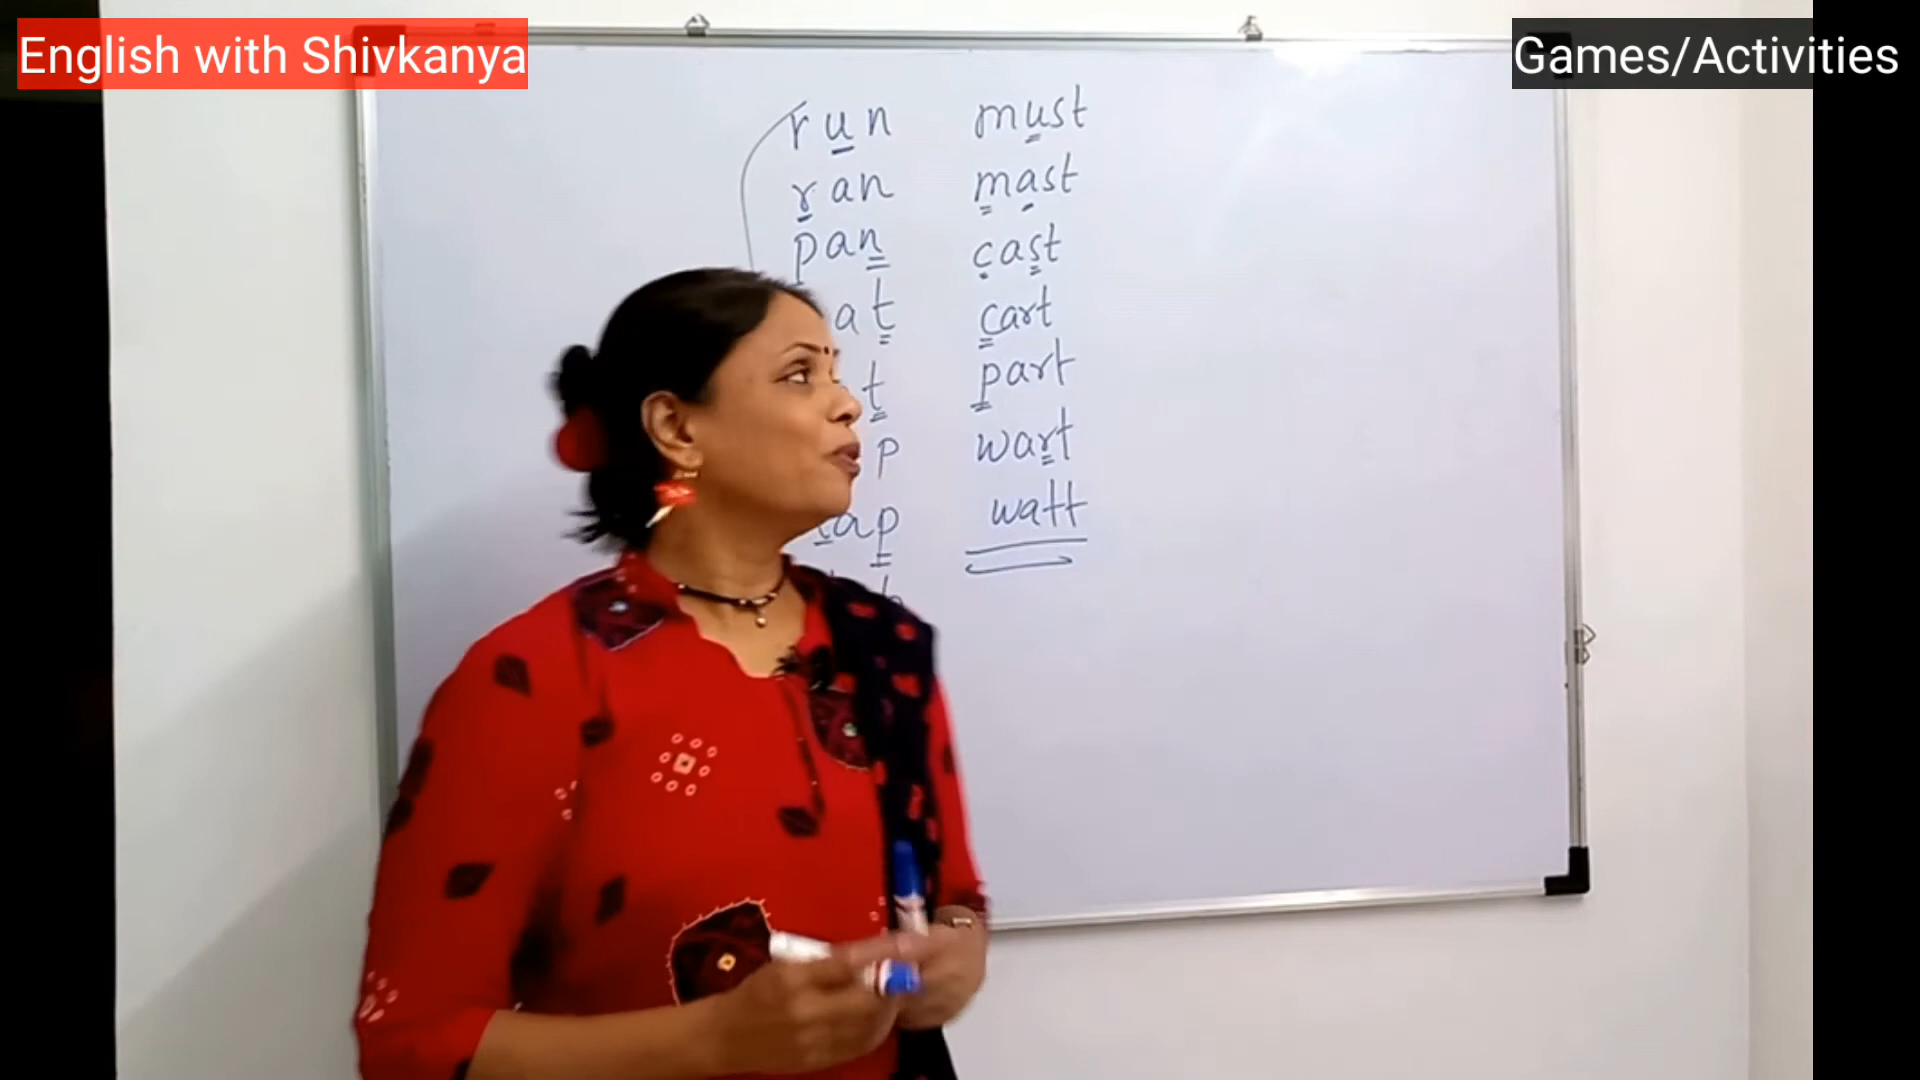 English with Shivkanya
Games/Activities
run must
ran mast
pan cast
cart
part
wart
watt